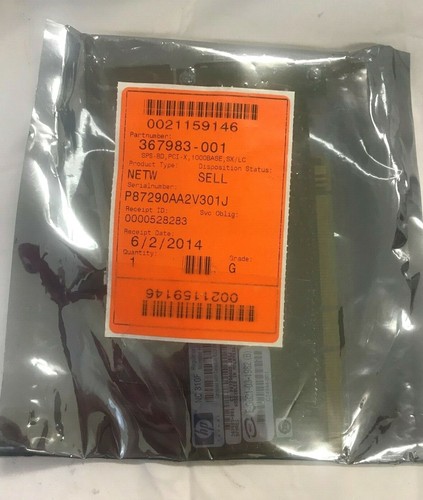 0021159146
Partnumber:
367983-001
SPS-BD,PCI-X,1000BASE,SX/LC
Product Type: Disposition Status:
NETW SELL
Serialnumber:
P87290AA2V301J
Receipt ID: Svc Oblig:
0000528283
Receipt Date:
6/2/2014
Quantity: Grade:
1 G
0021159146
hp